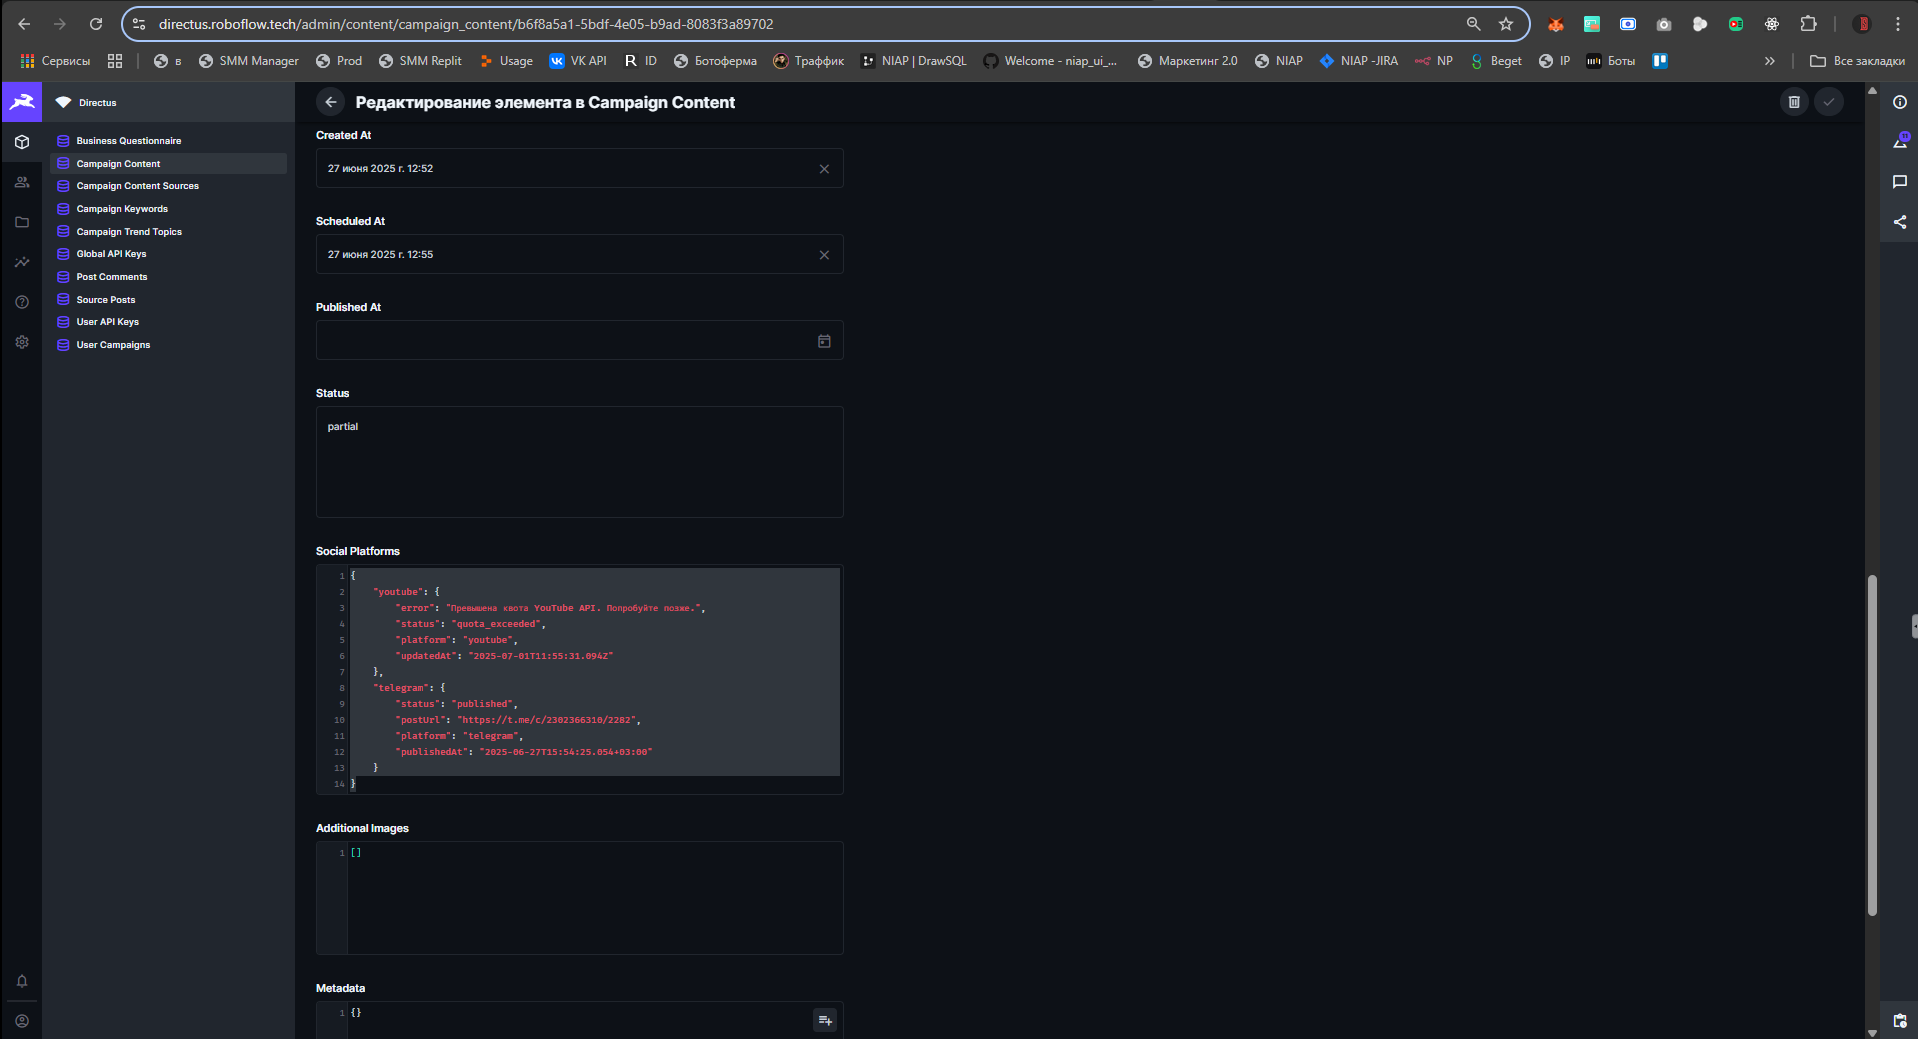 directus.roboflow.tech/admin/content/campaign_content/b6f8a5a1-5bdf-4e05-b9ad-8083f3a89702
Сервисы
в
SMM Manager
Prod
SMM Replit
Usage
VK API
R ID
Ботоферма
Траффик
NIAP | DrawSQL
Welcome - niap_ui_...
Маркетинг 2.0
NIAP
NIAP -JIRA
NP
Beget
IP
Боты
»
Все закладки
Directus
Редактирование элемента в Campaign Content
Business Questionnaire
Campaign Content
Campaign Content Sources
Campaign Keywords
Campaign Trend Topics
Global API Keys
Post Comments
Source Posts
User API Keys
User Campaigns
Created At
27 июня 2025 г. 12:52
Scheduled At
27 июня 2025 г. 12:55
Published At
Status
partial
Social Platforms
1 {
2 "youtube": {
3 "error": "Превышена квота YouTube API. Попробуйте позже.",
4 "status": "quota_exceeded",
5 "platform": "youtube",
6 "updatedAt": "2025-07-01T11:55:31.094Z"
7 },
8 "telegram": {
9 "status": "published",
10 "postUrl": "https://t.me/c/2302366310/2282",
11 "platform": "telegram",
12 "publishedAt": "2025-06-27T15:54:25.054+03:00"
13 }
14 }
Additional Images
1 []
Metadata
1 {}